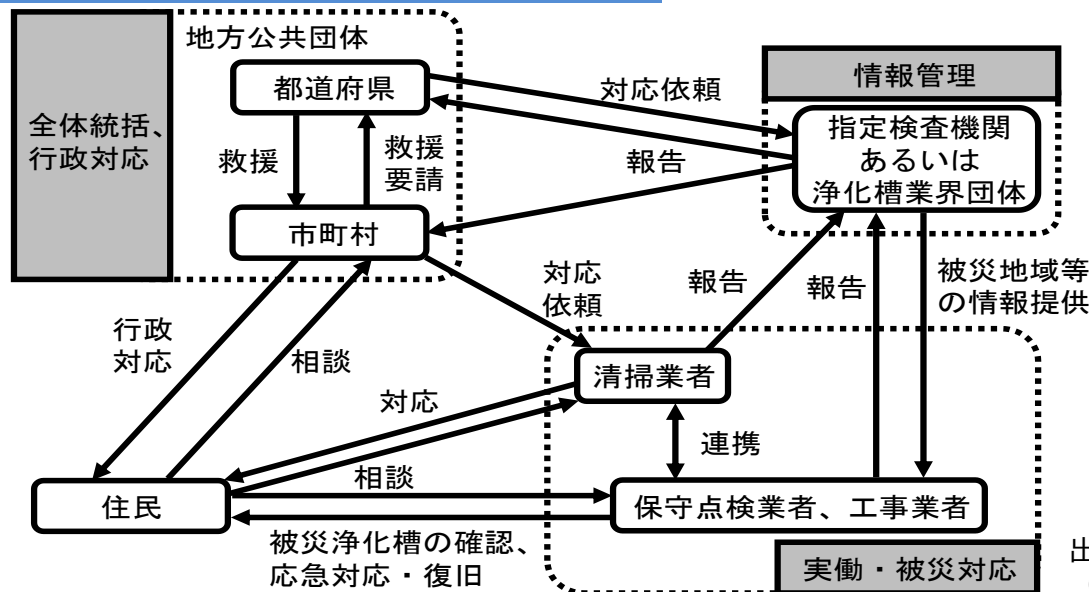 地方公共団体
全体統括、
行政対応
都道府県
救援
救援
要請
市町村
対応依頼
報告
情報管理
指定検査機関
あるいは
浄化槽業界団体
対応
依頼
報告
報告
被災地域等
の情報提供
行政
対応
相談
対応
清掃業者
連携
相談
住民
保守点検業者、工事業者
被災浄化槽の確認、
応急対応・復旧
実働・被災対応
出